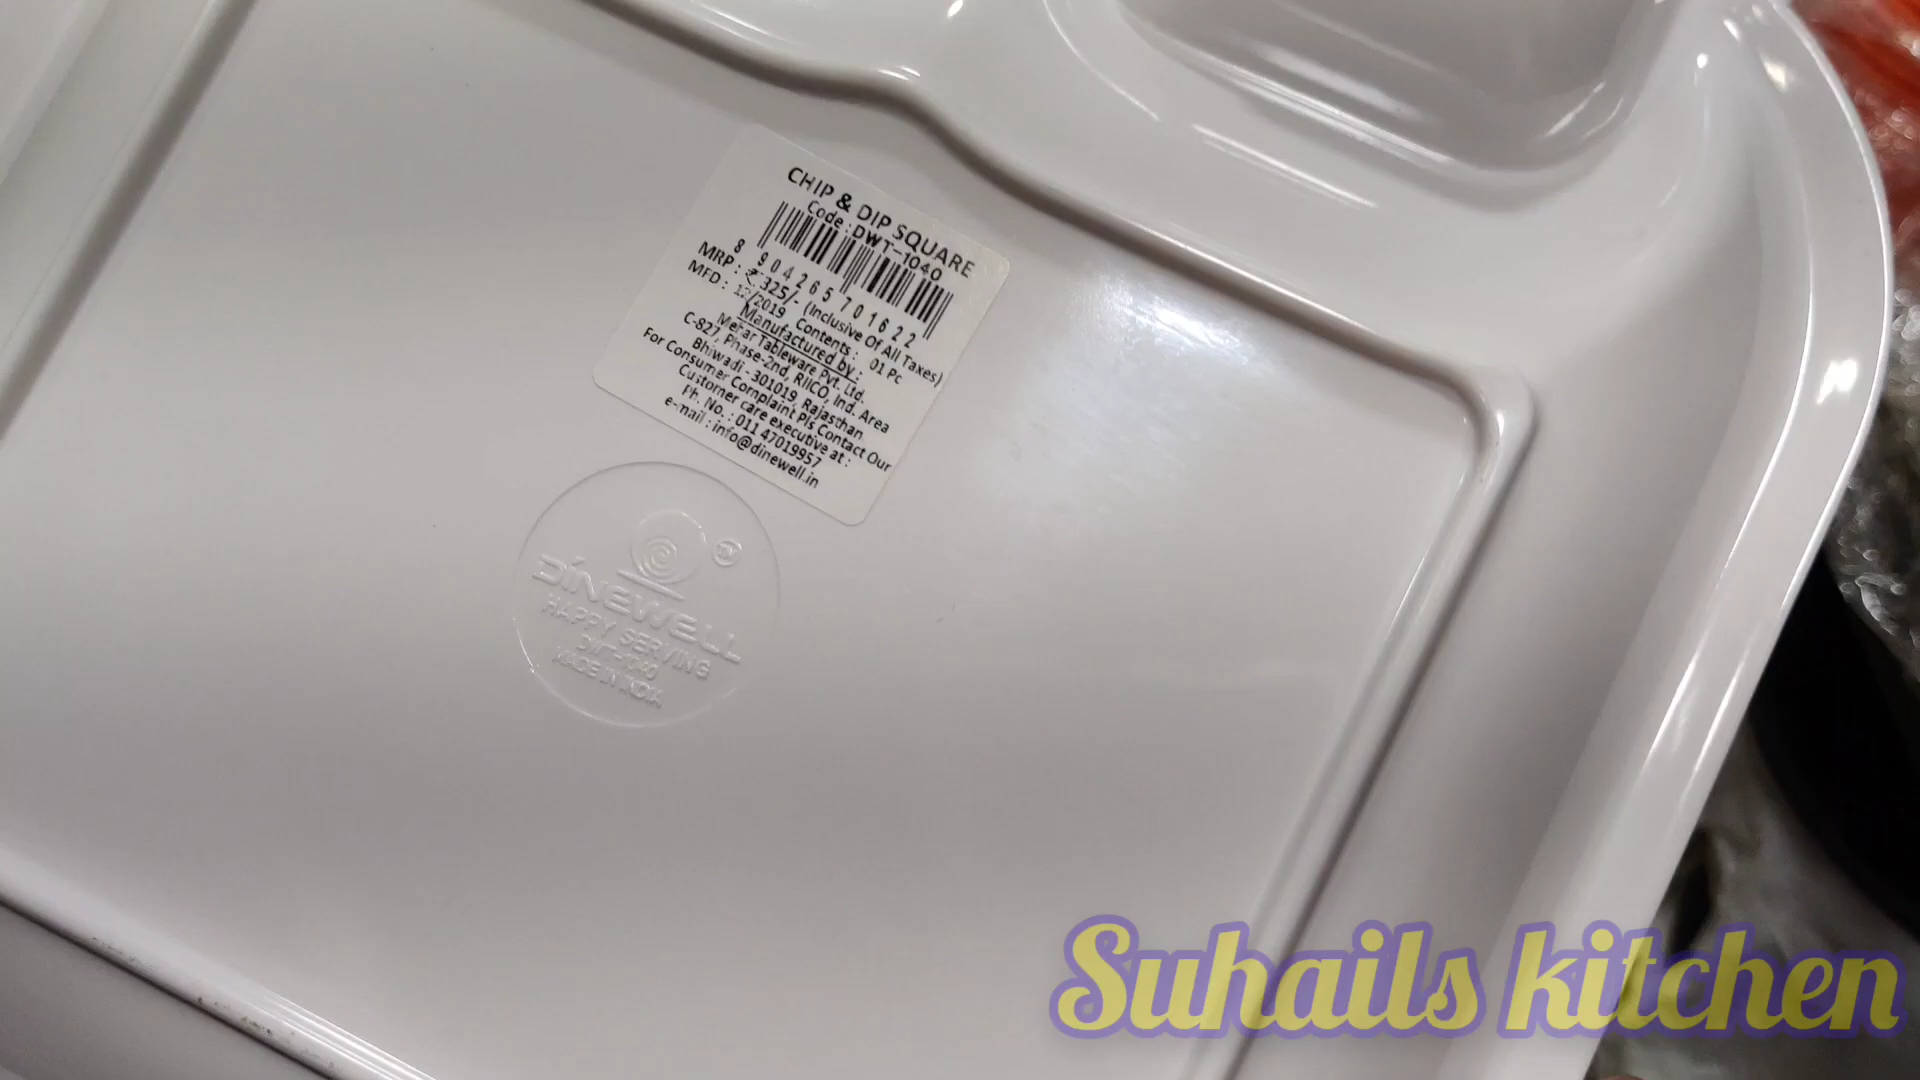 CHIP & DIP SQUARE
Code : DWT-1040
8 904265 701622
MRP : ₹ 325/- (Inclusive Of All Taxes)
MFD : 12/2019 Contents : 01 Pc
Manufactured by :
Mehar Tableware Pvt. Ltd.
C-827, Phase-2nd, RIICO, Ind. Area
Bhiwadi - 301019, Rajasthan
For Consumer Complaint Pls Contact Our
Customer care executive at :
Ph. No. : 011 47019957
e-mail : info@dinewell.in
TM
DINEWELL
HAPPY SERVING
DWT-1040
MADE IN INDIA
Suhails kitchen